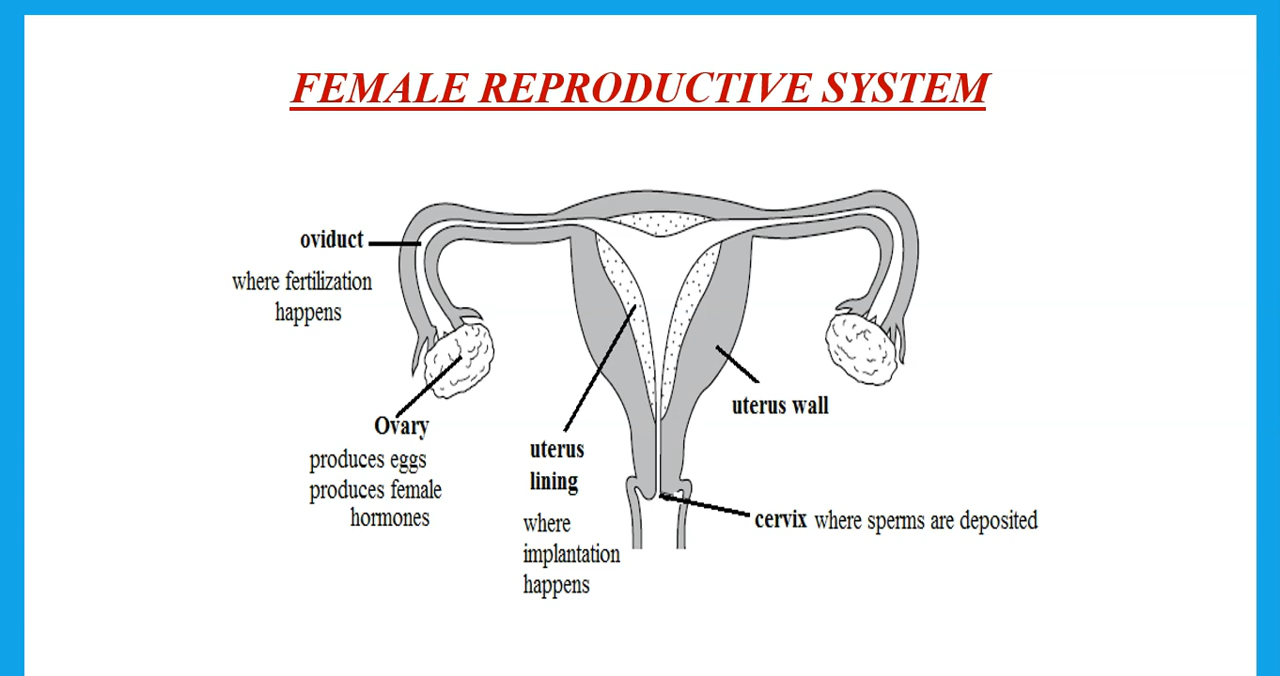 FEMALE REPRODUCTIVE SYSTEM
oviduct
where fertilization
happens
Ovary
produces eggs
produces female
hormones
uterus
lining
where
implantation
happens
uterus wall
cervix where sperms are deposited